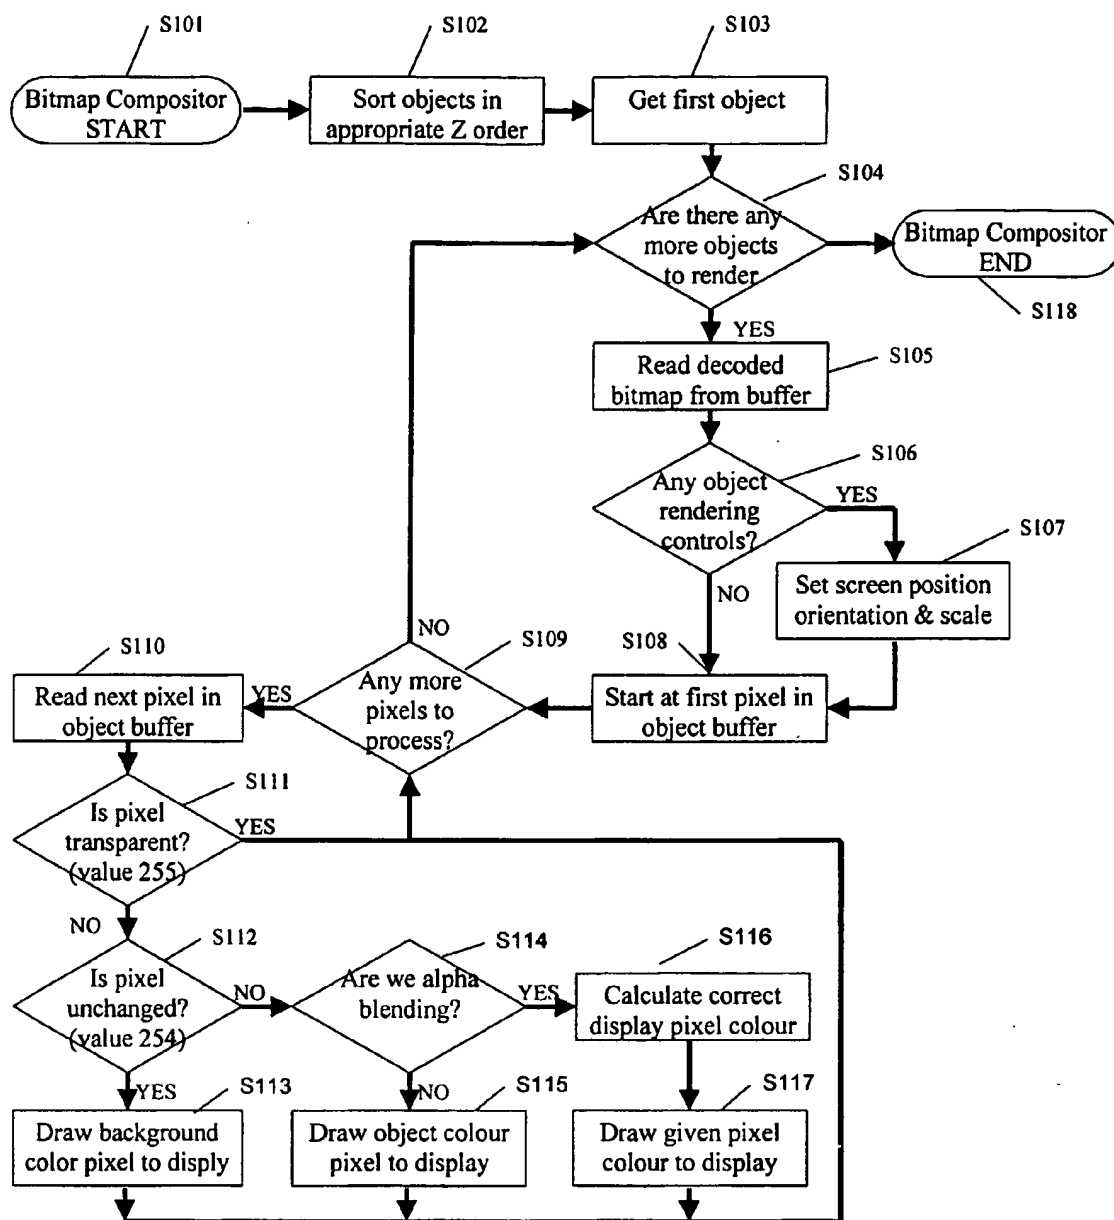 S101
S102
S103
Bitmap Compositor
START
Sort objects in
appropriate Z order
Get first object
S104
Are there any
more objects
to render
Bitmap Compositor
END
S118
YES
Read decoded
bitmap from buffer
S105
S106
Any object
rendering
controls?
YES
S107
Set screen position
orientation & scale
NO
S108
Start at first pixel in
object buffer
NO
S109
Any more
pixels to
process?
YES
S110
Read next pixel in
object buffer
S111
Is pixel
transparent?
(value 255)
YES
NO
S112
Is pixel
unchanged?
(value 254)
NO
S114
Are we alpha
blending?
YES
S116
Calculate correct
display pixel colour
YES
S113
Draw background
color pixel to disply
NO
S115
Draw object colour
pixel to display
S117
Draw given pixel
colour to display